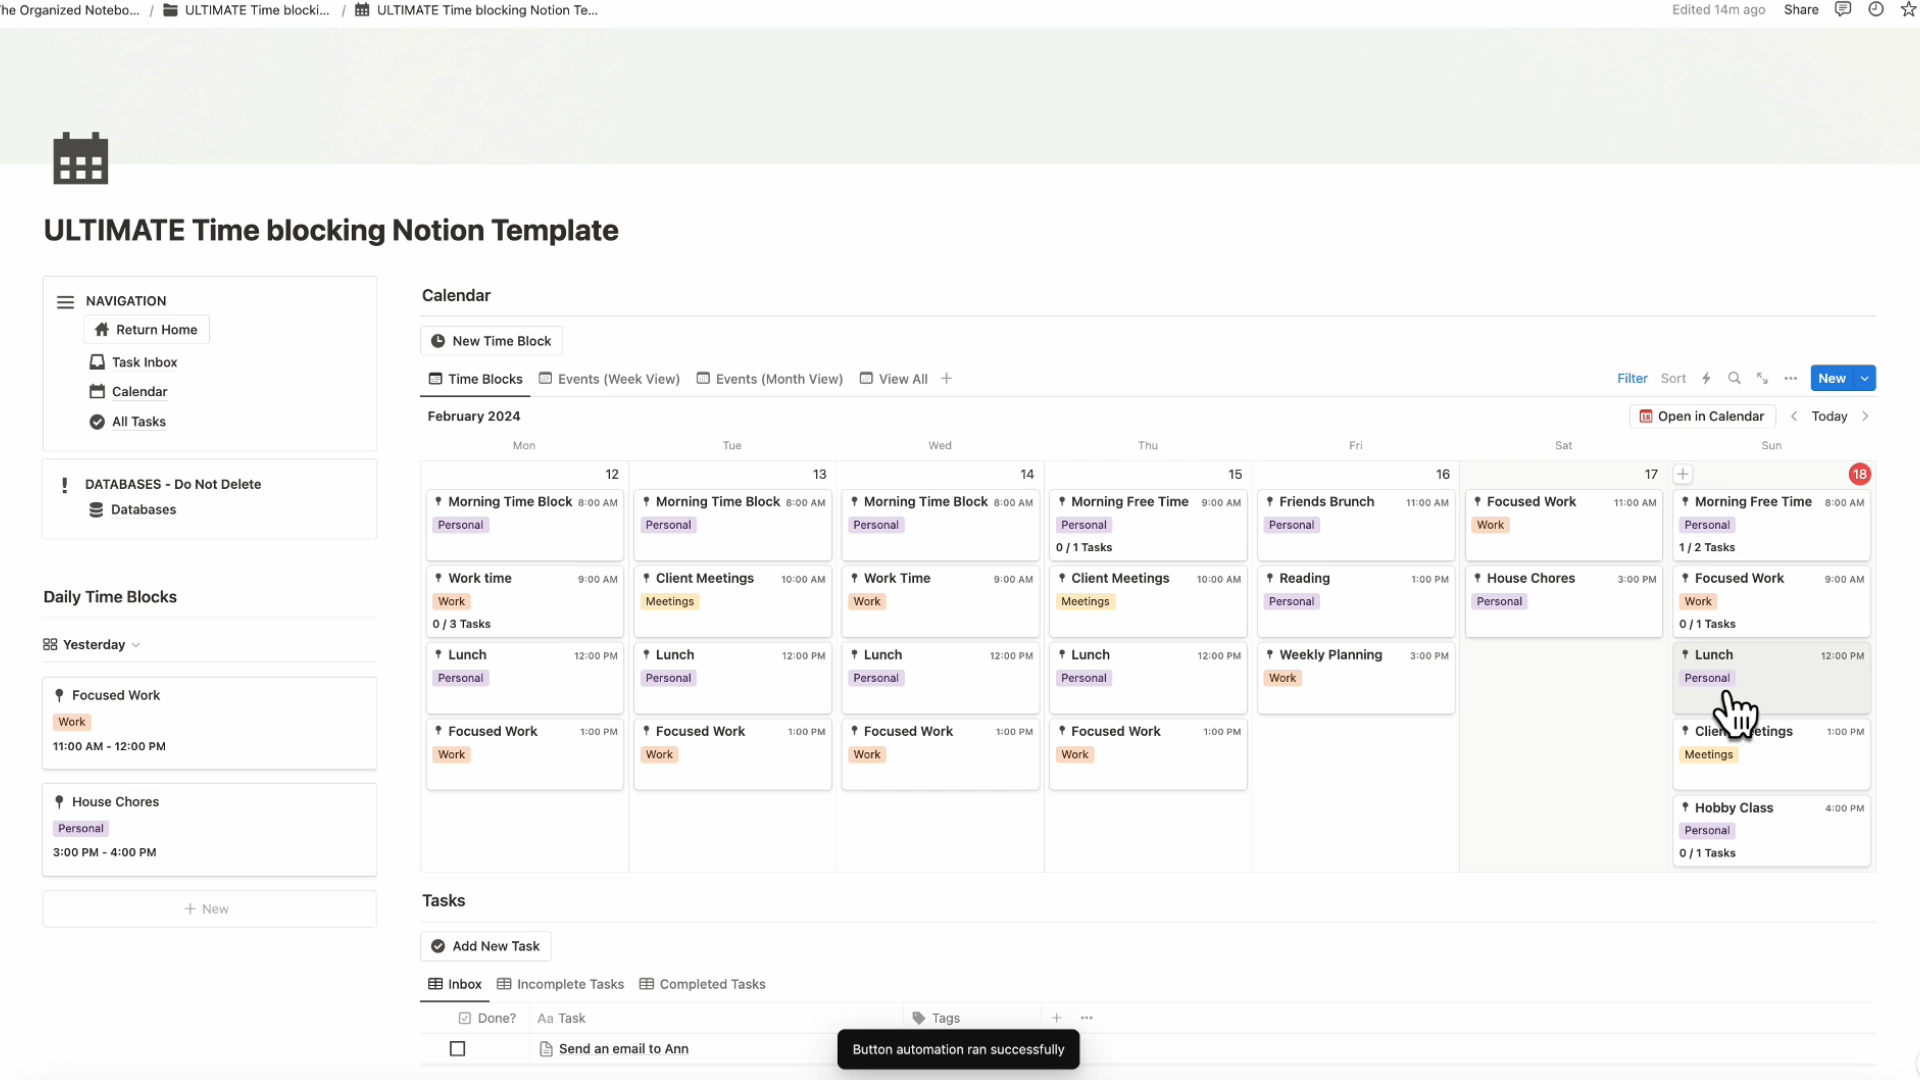 he Organized Notebo... / ULTIMATE Time blocki... / ULTIMATE Time blocking Notion Te...
Edited 14m ago Share
ULTIMATE Time blocking Notion Template
NAVIGATION
Return Home
Task Inbox
Calendar
All Tasks
DATABASES - Do Not Delete
Databases
Daily Time Blocks
Yesterday
Focused Work
Work
11:00 AM - 12:00 PM
House Chores
Personal
3:00 PM - 4:00 PM
+ New
Calendar
New Time Block
Time Blocks Events (Week View) Events (Month View) View All +
Filter Sort New
February 2024
Open in Calendar < Today >
Mon Tue Wed Thu Fri Sat Sun
12
Morning Time Block 8:00 AM
Personal
Work time 9:00 AM
Work
0 / 3 Tasks
Lunch 12:00 PM
Personal
Focused Work 1:00 PM
Work
13
Morning Time Block 8:00 AM
Personal
Client Meetings 10:00 AM
Meetings
Lunch 12:00 PM
Personal
Focused Work 1:00 PM
Work
14
Morning Time Block 8:00 AM
Personal
Work Time 9:00 AM
Work
Lunch 12:00 PM
Personal
Focused Work 1:00 PM
Work
15
Morning Free Time 9:00 AM
Personal
0 / 1 Tasks
Client Meetings 10:00 AM
Meetings
Lunch 12:00 PM
Personal
Focused Work 1:00 PM
Work
16
Friends Brunch 11:00 AM
Personal
Reading 1:00 PM
Personal
Weekly Planning 3:00 PM
Work
17
Focused Work 11:00 AM
Work
House Chores 3:00 PM
Personal
+ 18
Morning Free Time 8:00 AM
Personal
1 / 2 Tasks
Focused Work 9:00 AM
Work
0 / 1 Tasks
Lunch 12:00 PM
Personal
1:00 PM
Meetings
Hobby Class 4:00 PM
Personal
0 / 1 Tasks
Tasks
Add New Task
Inbox Incomplete Tasks Completed Tasks
Done? Aa Task Tags + ...
Send an email to Ann
Button automation ran successfully